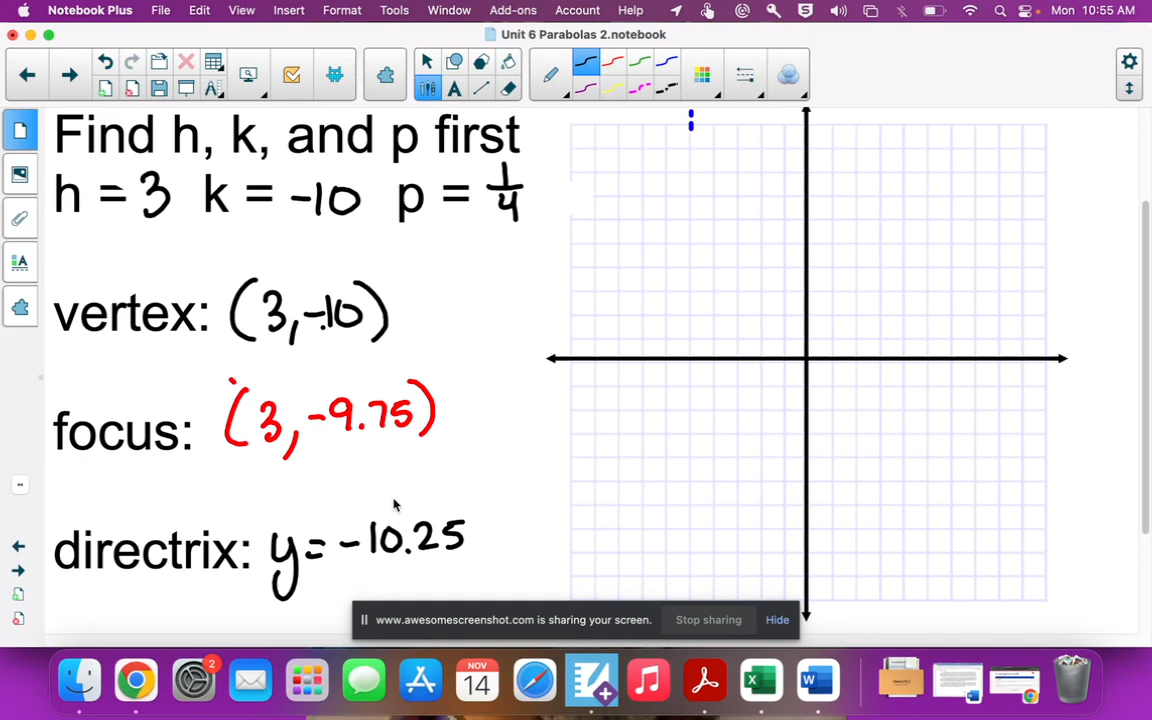 Notebook Plus File Edit View Insert Format Tools Window Add-ons Account Help Mon 10:55 AM
Unit 6 Parabolas 2.notebook
Find h, k, and p first
h = 3 k = -10 p = 1/4
vertex: (3, -10)
focus: (3, -9.75)
directrix: y = -10.25
www.awesomescreenshot.com is sharing your screen. Stop sharing Hide
2
NOV
14